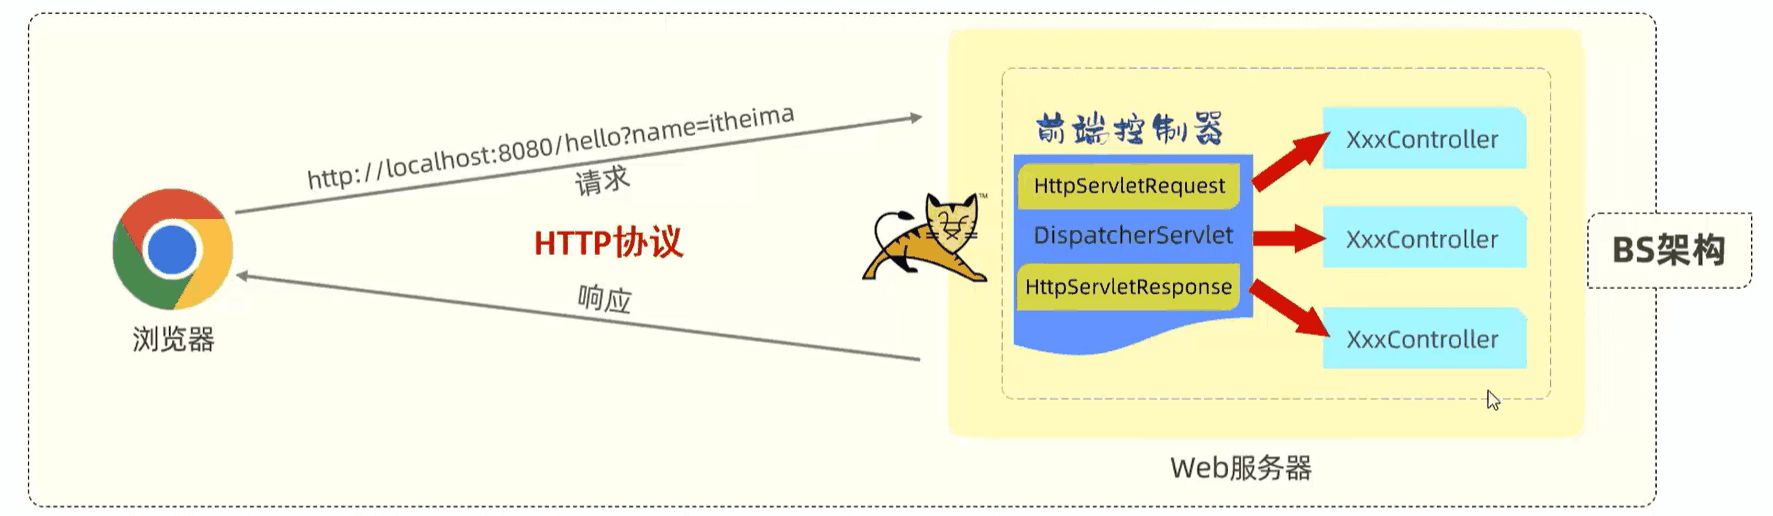 http://localhost:8080/hello?name=itheima
请求
HTTP协议
响应
浏览器
TM
前端控制器
HttpServletRequest
DispatcherServlet
HttpServletResponse
XxxController
XxxController
XxxController
Web服务器
BS架构